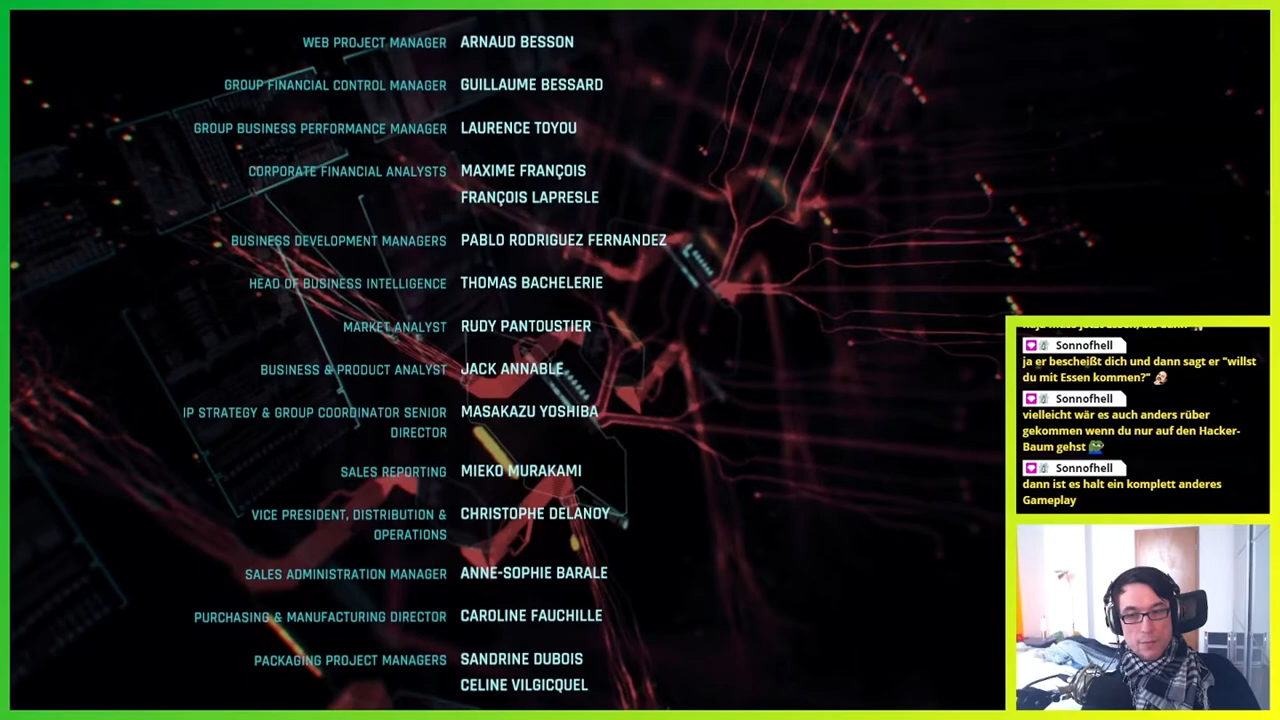 WEB PROJECT MANAGER ARNAUD BESSON
GROUP FINANCIAL CONTROL MANAGER GUILLAUME BESSARD
GROUP BUSINESS PERFORMANCE MANAGER LAURENCE TOYOU
CORPORATE FINANCIAL ANALYSTS MAXIME FRANÇOIS
FRANÇOIS LAPRESLE
BUSINESS DEVELOPMENT MANAGERS PABLO RODRIGUEZ FERNANDEZ
HEAD OF BUSINESS INTELLIGENCE THOMAS BACHELERIE
MARKET ANALYST RUDY PANTOUSTIER
BUSINESS & PRODUCT ANALYST JACK ANNABLE
IP STRATEGY & GROUP COORDINATOR SENIOR MASAKAZU YOSHIBA
DIRECTOR
SALES REPORTING MIEKO MURAKAMI
VICE PRESIDENT, DISTRIBUTION & CHRISTOPHE DELANOY
OPERATIONS
SALES ADMINISTRATION MANAGER ANNE-SOPHIE BARALE
PURCHASING & MANUFACTURING DIRECTOR CAROLINE FAUCHILLE
PACKAGING PROJECT MANAGERS SANDRINE DUBOIS
CELINE VILGICQUEL
Sonnofhell
ja er bescheißt dich und dann sagt er "willst
du mit Essen kommen?"
Sonnofhell
vielleicht wär es auch anders rüber
gekommen wenn du nur auf den Hacker-
Baum gehst
Sonnofhell
dann ist es halt ein komplett anderes
Gameplay